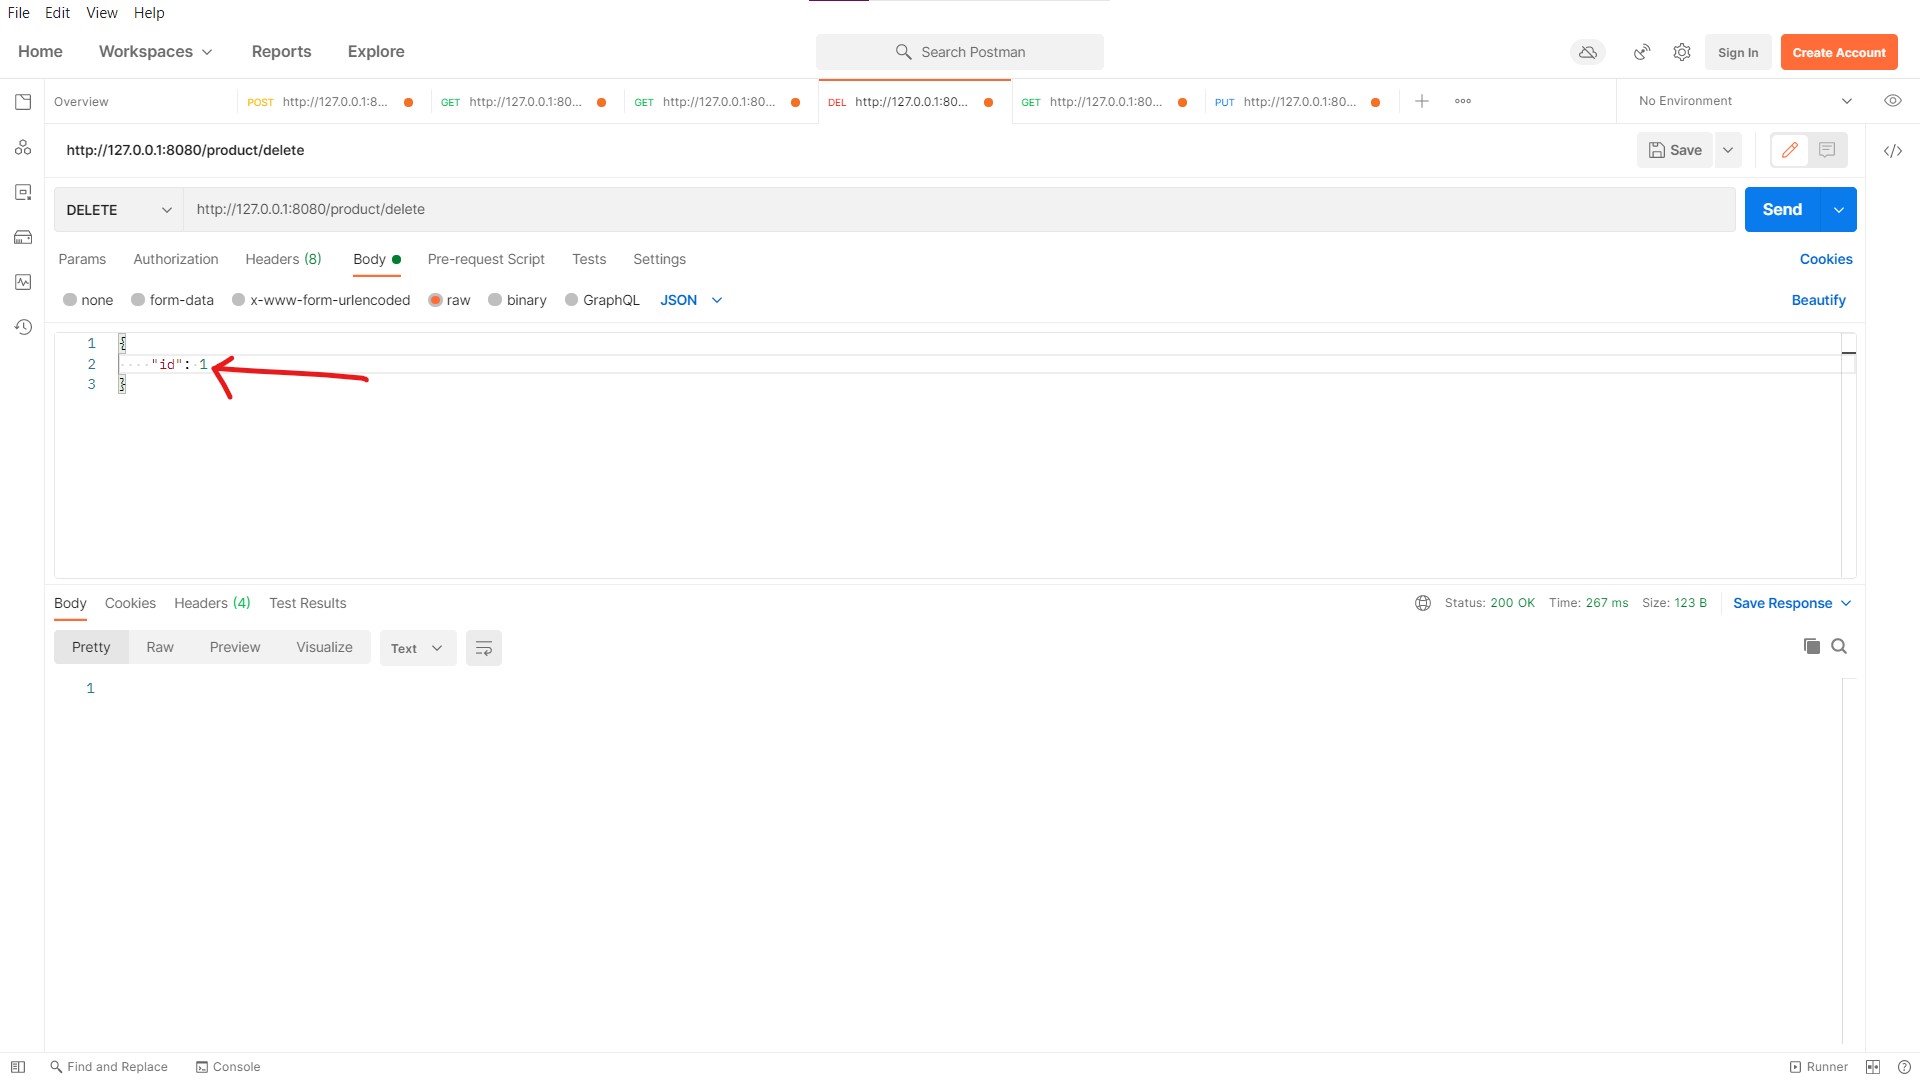 File Edit View Help
Home Workspaces Reports Explore Search Postman Sign In Create Account
Overview POST http://127.0.0.1:8... GET http://127.0.0.1:80... GET http://127.0.0.1:80... DEL http://127.0.0.1:80... GET http://127.0.0.1:80... PUT http://127.0.0.1:80... No Environment
http://127.0.0.1:8080/product/delete Save
DELETE http://127.0.0.1:8080/product/delete Send
Params Authorization Headers (8) Body Pre-request Script Tests Settings Cookies
none form-data x-www-form-urlencoded raw binary GraphQL JSON Beautify
1 {
2 "id": 1
3 }
Body Cookies Headers (4) Test Results Status: 200 OK Time: 267 ms Size: 123 B Save Response
Pretty Raw Preview Visualize Text
1
Find and Replace Console Runner